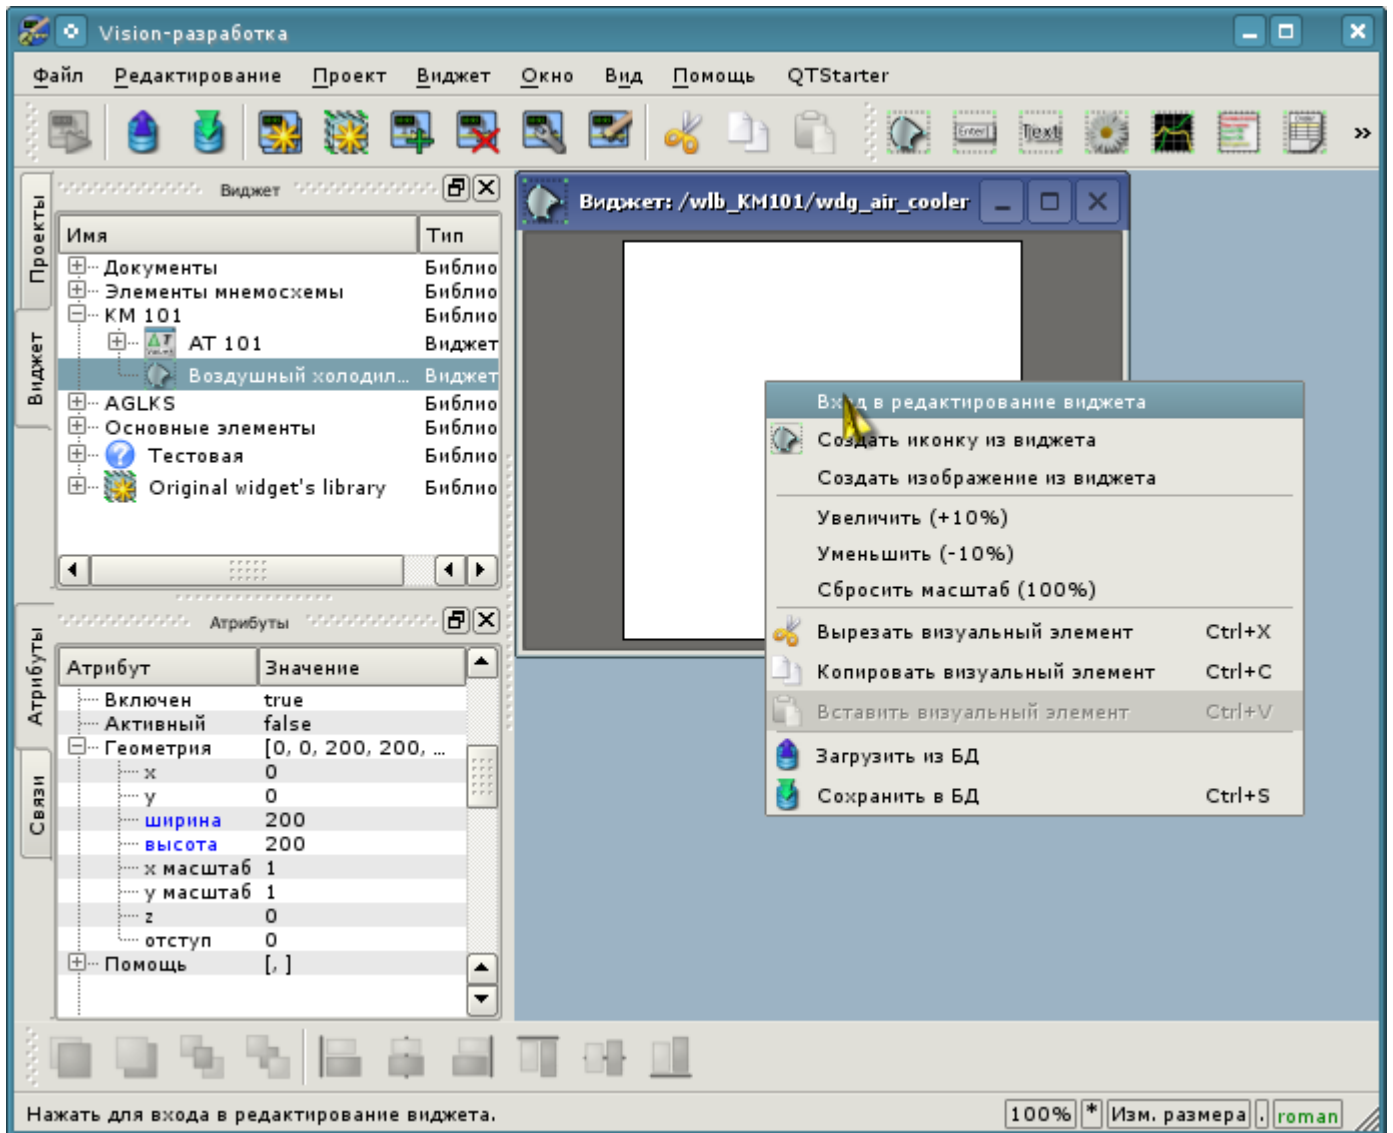 Vision-разработка
Файл Редактирование Проект Виджет Окно Вид Помощь QTStarter
Enter Text »
Проекты
Виджет
Виджет
Имя Тип
Документы Библио
Элементы мнемосхемы Библио
КМ 101 Библио
АТ 101 Виджет
Воздушный холодил... Виджет
AGLKS Библио
Основные элементы Библио
Тестовая Библио
Original widget's library Библио
Виджет: /wlb_KM101/wdg_air_cooler
Вход в редактирование виджета
Создать иконку из виджета
Создать изображение из виджета
Увеличить (+10%)
Уменьшить (-10%)
Сбросить масштаб (100%)
Вырезать визуальный элемент Ctrl+X
Копировать визуальный элемент Ctrl+C
Вставить визуальный элемент Ctrl+V
Загрузить из БД
Сохранить в БД Ctrl+S
Атрибуты
Связи
Атрибуты
Атрибут Значение
Включен true
Активный false
Геометрия [0, 0, 200, 200, ...
x 0
y 0
ширина 200
высота 200
x масштаб 1
y масштаб 1
z 0
отступ 0
Помощь [, ]
Нажать для входа в редактирование виджета.
100% * Изм. размера . roman